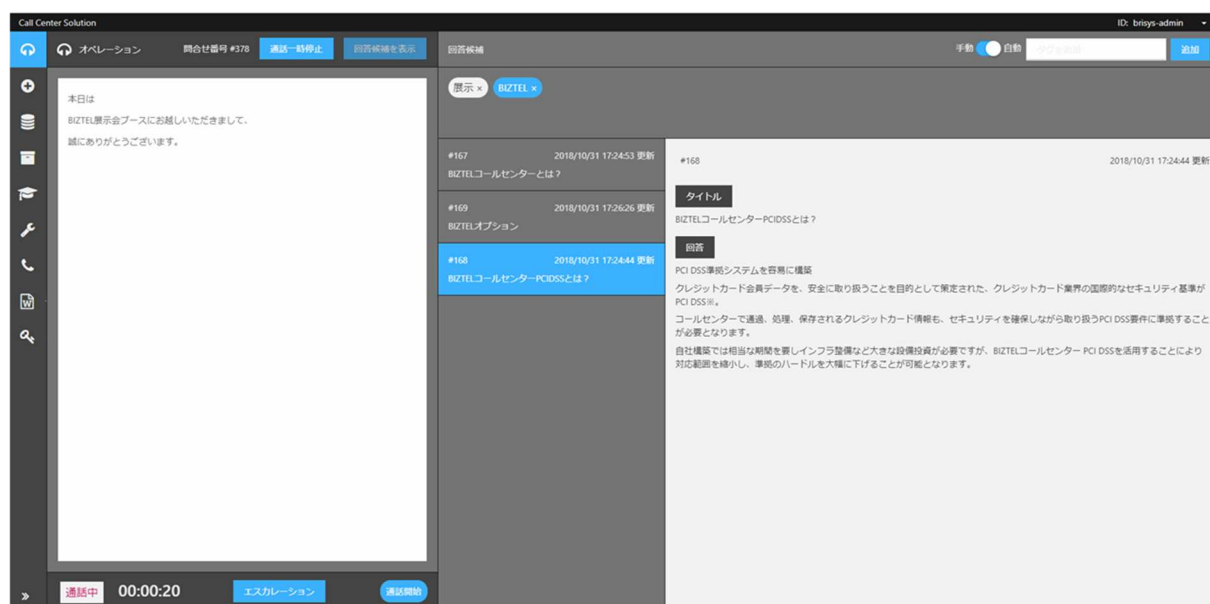 Call Center Solution
ID: brisys-admin
オペレーション
問合せ番号 #378
通話一時停止
回答候補を表示
回答候補
手動
自動
追加
本日は
BIZTEL展示会ブースにお越しいただきまして、
誠にありがとうございます。
展示 ×
BIZTEL ×
#167 2018/10/31 17:24:53 更新
BIZTELコールセンターとは？
#169 2018/10/31 17:26:26 更新
BIZTELオプション
#168 2018/10/31 17:24:44 更新
BIZTELコールセンターPCIDSSとは？
#168 2018/10/31 17:24:44 更新
タイトル
BIZTELコールセンターPCIDSSとは？
回答
PCI DSS準拠システムを容易に構築
クレジットカード会員データを、安全に取り扱うことを目的として策定された、クレジットカード業界の国際的なセキュリティ基準が
PCI DSS※。
コールセンターで通過、処理、保存されるクレジットカード情報も、セキュリティを確保しながら取り扱うPCI DSS要件に準拠すること
が必要となります。
自社構築では相当な期間を要しインフラ整備など大きな設備投資が必要ですが、BIZTELコールセンター PCI DSSを活用することにより
対応範囲を縮小し、準拠のハードルを大幅に下げることが可能となります。
通話中
00:00:20
エスカレーション
通話開始